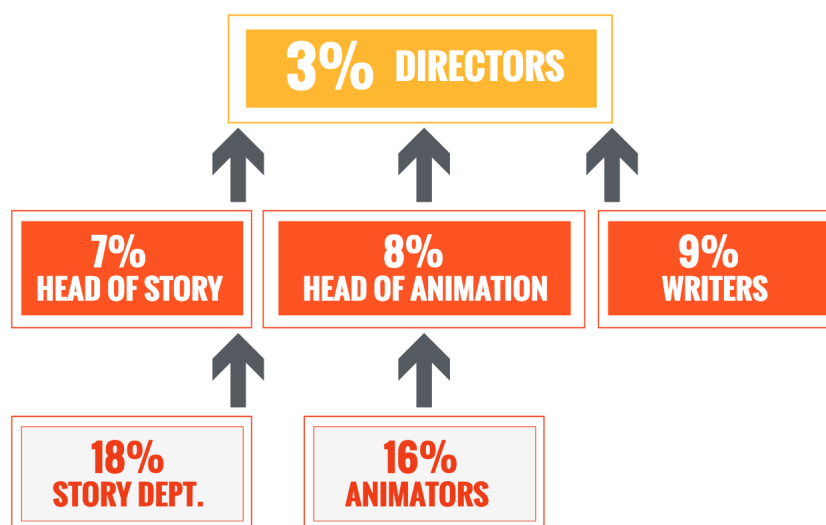 3% DIRECTORS
7%
HEAD OF STORY
8%
HEAD OF ANIMATION
9%
WRITERS
18%
STORY DEPT.
16%
ANIMATORS